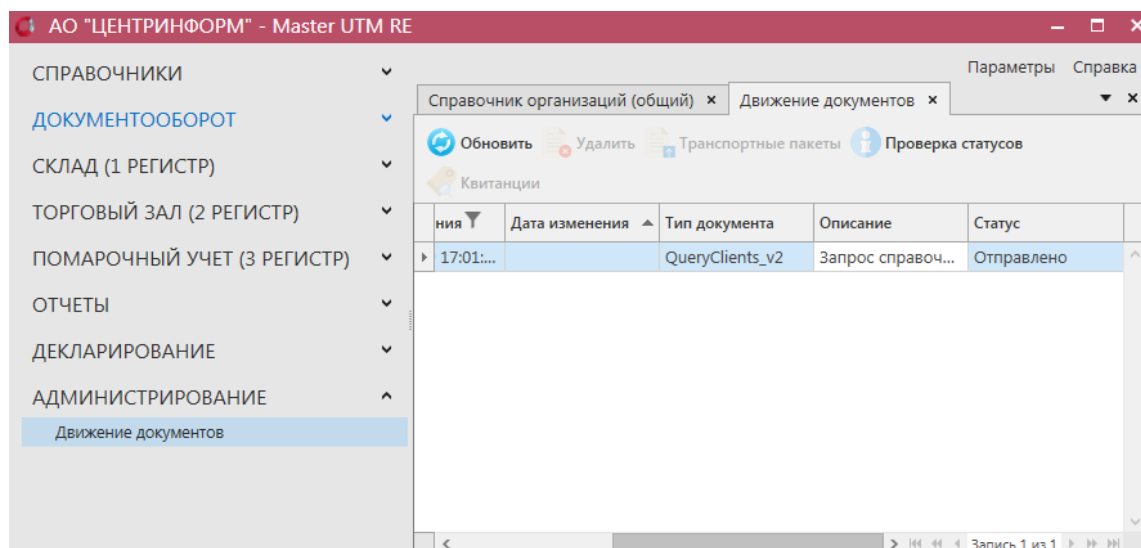 АО "ЦЕНТРИНФОРМ" - Master UTM RE
СПРАВОЧНИКИ
ДОКУМЕНТООБОРОТ
СКЛАД (1 РЕГИСТР)
ТОРГОВЫЙ ЗАЛ (2 РЕГИСТР)
ПОМАРОЧНЫЙ УЧЕТ (3 РЕГИСТР)
ОТЧЕТЫ
ДЕКЛАРИРОВАНИЕ
АДМИНИСТРИРОВАНИЕ
Движение документов
Параметры Справка
Справочник организаций (общий) Движение документов
Обновить Удалить Транспортные пакеты Проверка статусов
Квитанции
ния Дата изменения Тип документа Описание Статус
17:01:... QueryClients_v2 Запрос справоч... Отправлено
Запись 1 из 1